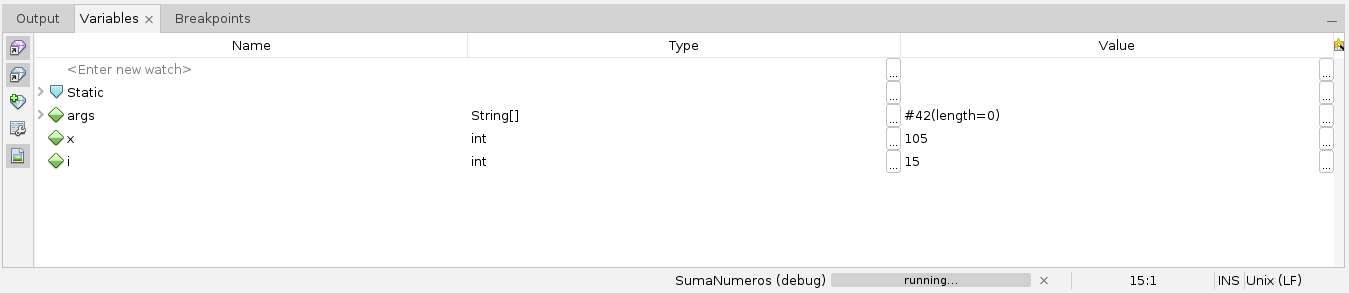 Output Variables × Breakpoints
Name Type Value
<Enter new watch> ... ...
Static ... ...
args String[] ... #42(length=0) ...
x int ... 105 ...
i int ... 15 ...
SumaNumeros (debug) running... × 15:1 INS Unix (LF)